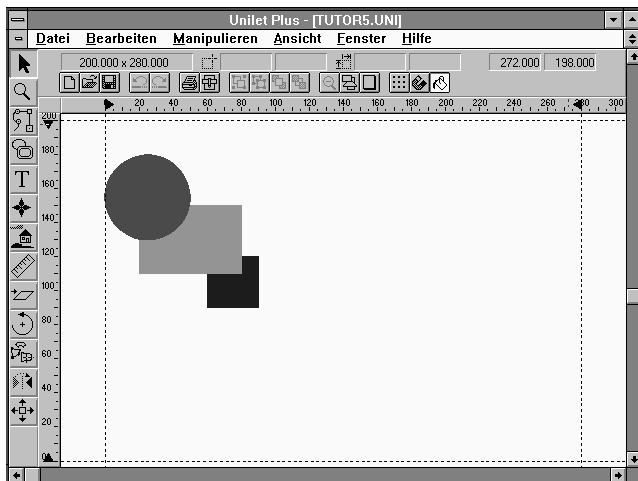 Unilet Plus - [TUTOR5.UNI]
Datei Bearbeiten Manipulieren Ansicht Fenster Hilfe
200.000 x 280.000 272.000 198.000
20 40 60 80 100 120 140 160 180 200 220 240 260 280 300
200
180
160
140
120
100
80
60
40
20
0
T